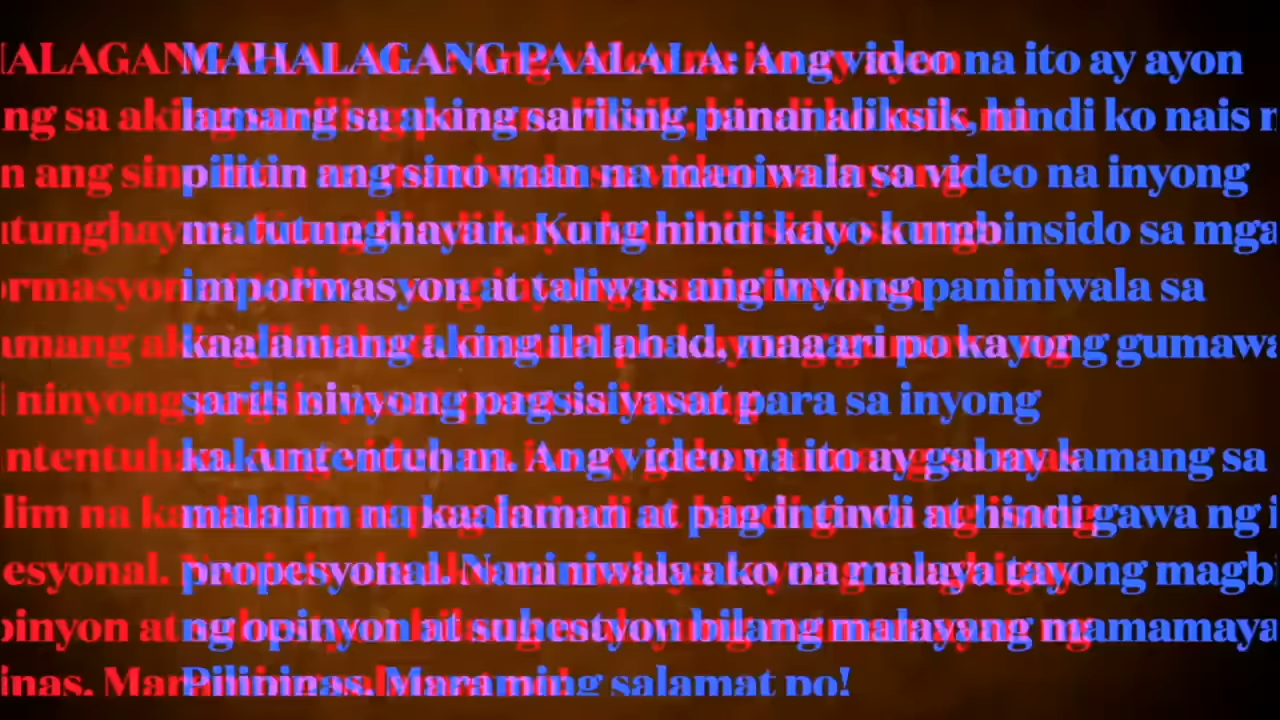 MAHALAGANG PAALALA: Ang video na ito ay ayon
lamang sa aking sariling pananaliksik, hindi ko nais
pilitin ang sino man na maniwala sa video na inyong
matutunghayan. Kung hindi kayo kumbinsido sa mga
impormasyon at taliwas ang inyong paniniwala sa
kaalamang aking ilalahad, maaari po kayong gumawa
sarili ninyong pagsisiyasat para sa inyong
kakuntentuhan. Ang video na ito ay gabay lamang sa
malalim na kaalaman at pag intindi at hindi gawa ng
propesyonal. Naniniwala ako na malaya tayong
ng opinyon at suhestyon bilang malayang
Pilipinas. Maraming salamat po!